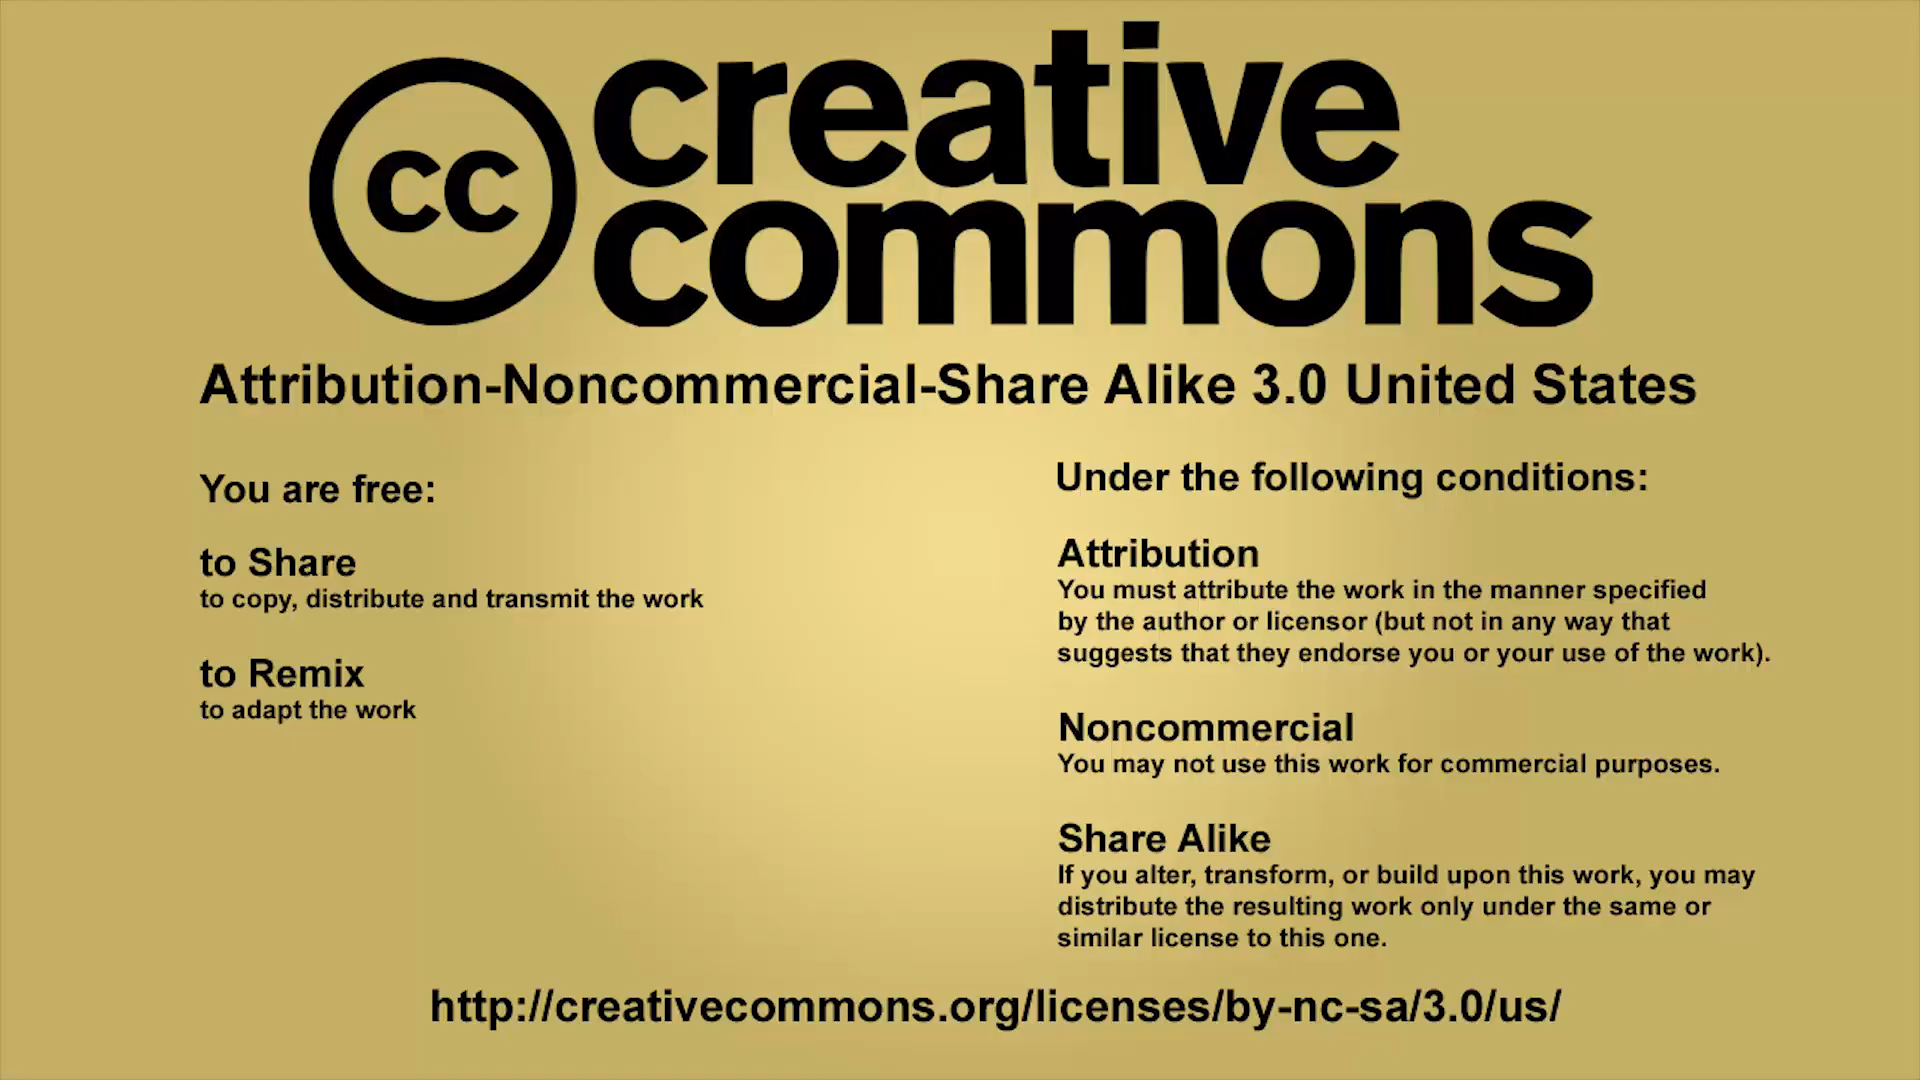 cc
creative
commons
Attribution-Noncommercial-Share Alike 3.0 United States
You are free:
to Share
to copy, distribute and transmit the work
to Remix
to adapt the work
Under the following conditions:
Attribution
You must attribute the work in the manner specified
by the author or licensor (but not in any way that
suggests that they endorse you or your use of the work).
Noncommercial
You may not use this work for commercial purposes.
Share Alike
If you alter, transform, or build upon this work, you may
distribute the resulting work only under the same or
similar license to this one.
http://creativecommons.org/licenses/by-nc-sa/3.0/us/